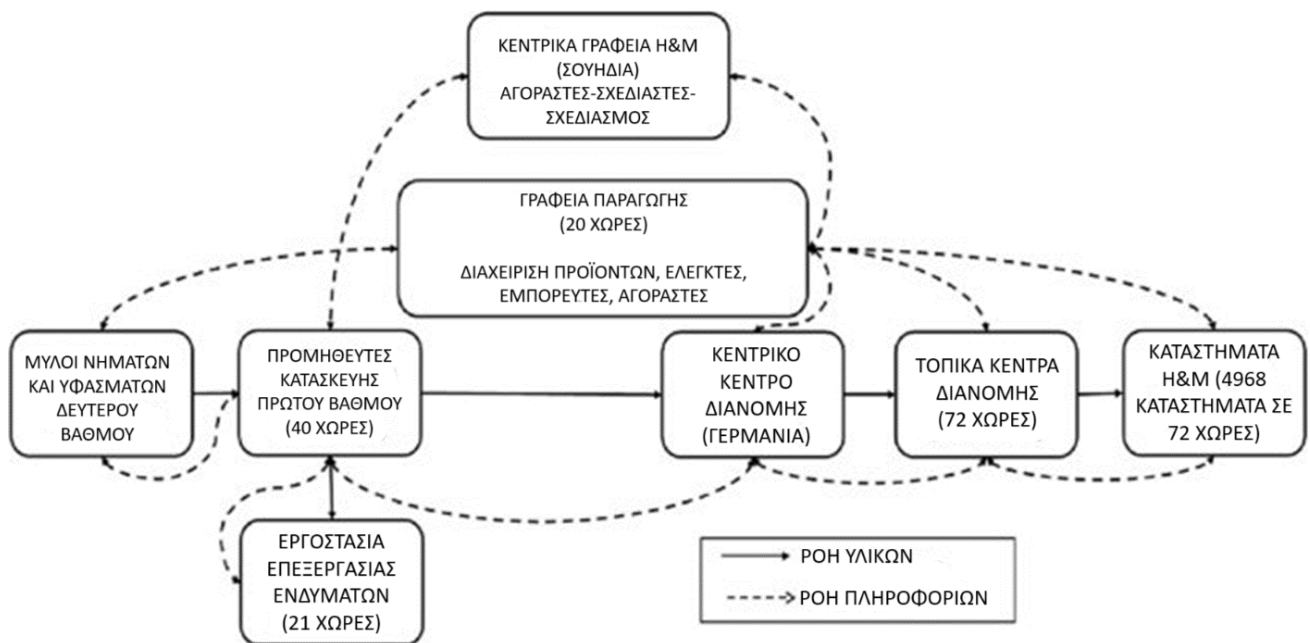 ΚΕΝΤΡΙΚΑ ΓΡΑΦΕΙΑ H&M
(ΣΟΥΗΔΙΑ)
ΑΓΟΡΑΣΤΕΣ-ΣΧΕΔΙΑΣΤΕΣ-
ΣΧΕΔΙΑΣΜΟΣ
ΓΡΑΦΕΙΑ ΠΑΡΑΓΩΓΗΣ
(20 ΧΩΡΕΣ)
ΔΙΑΧΕΙΡΙΣΗ ΠΡΟΪΟΝΤΩΝ, ΕΛΕΓΚΤΕΣ,
ΕΜΠΟΡΕΥΤΕΣ, ΑΓΟΡΑΣΤΕΣ
ΜΥΛΟΙ ΝΗΜΑΤΩΝ
ΚΑΙ ΥΦΑΣΜΑΤΩΝ
ΔΕΥΤΕΡΟΥ
ΒΑΘΜΟΥ
ΠΡΟΜΗΘΕΥΤΕΣ
ΚΑΤΑΣΚΕΥΗΣ
ΠΡΩΤΟΥ ΒΑΘΜΟΥ
(40 ΧΩΡΕΣ)
ΚΕΝΤΡΙΚΟ
ΚΕΝΤΡΟ
ΔΙΑΝΟΜΗΣ
(ΓΕΡΜΑΝΙΑ)
ΤΟΠΙΚΑ ΚΕΝΤΡΑ
ΔΙΑΝΟΜΗΣ
(72 ΧΩΡΕΣ)
ΚΑΤΑΣΤΗΜΑΤΑ
H&M (4968
ΚΑΤΑΣΤΗΜΑΤΑ ΣΕ
72 ΧΩΡΕΣ)
ΕΡΓΟΣΤΑΣΙΑ
ΕΠΕΞΕΡΓΑΣΙΑΣ
ΕΝΔΥΜΑΤΩΝ
(21 ΧΩΡΕΣ)
ΡΟΗ ΥΛΙΚΩΝ
ΡΟΗ ΠΛΗΡΟΦΟΡΙΩΝ